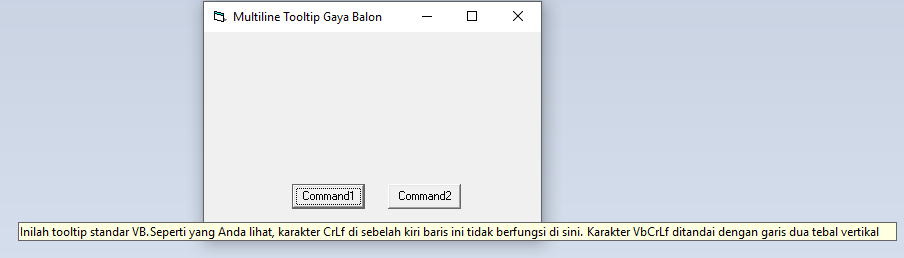 Multiline Tooltip Gaya Balon
Command1 Command2
Inilah tooltip standar VB.Seperti yang Anda lihat, karakter CrLf di sebelah kiri baris ini tidak berfungsi di sini. Karakter VbCrLf ditandai dengan garis dua tebal vertikal